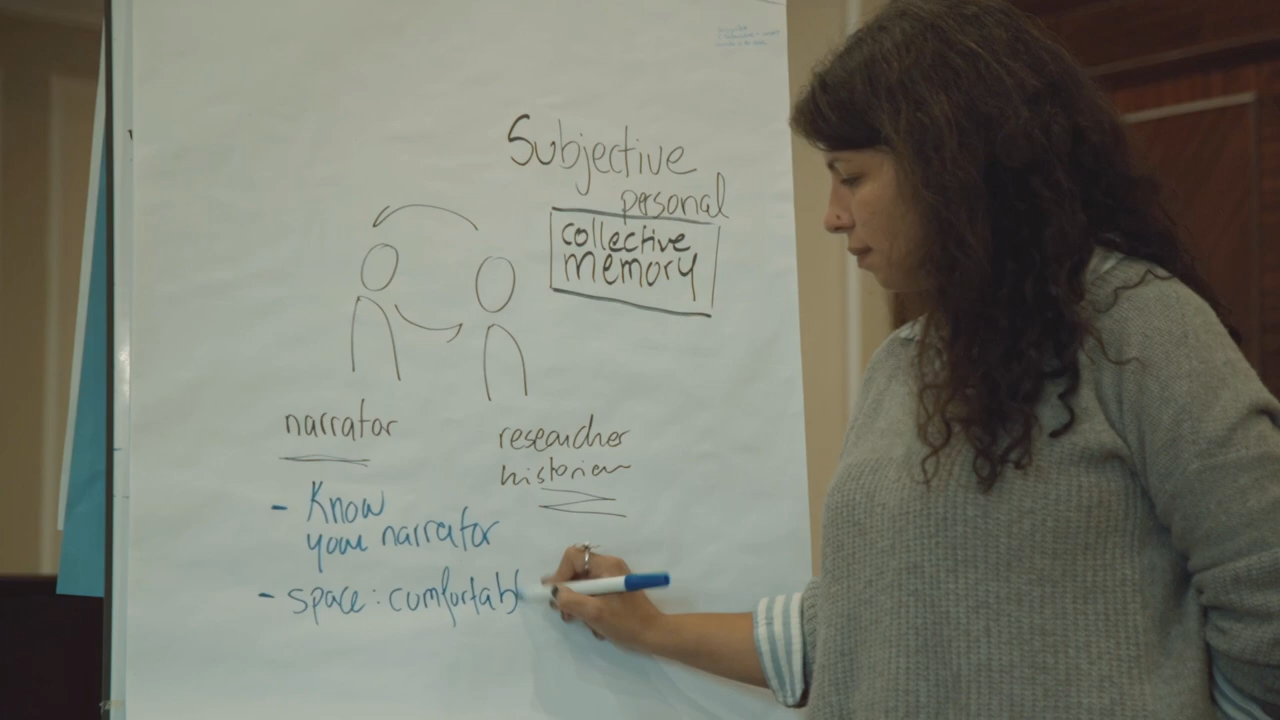 Subjective
personal
collective
memory
narrator
researcher
historian
- Know
your narrator
- space: cumfortabl